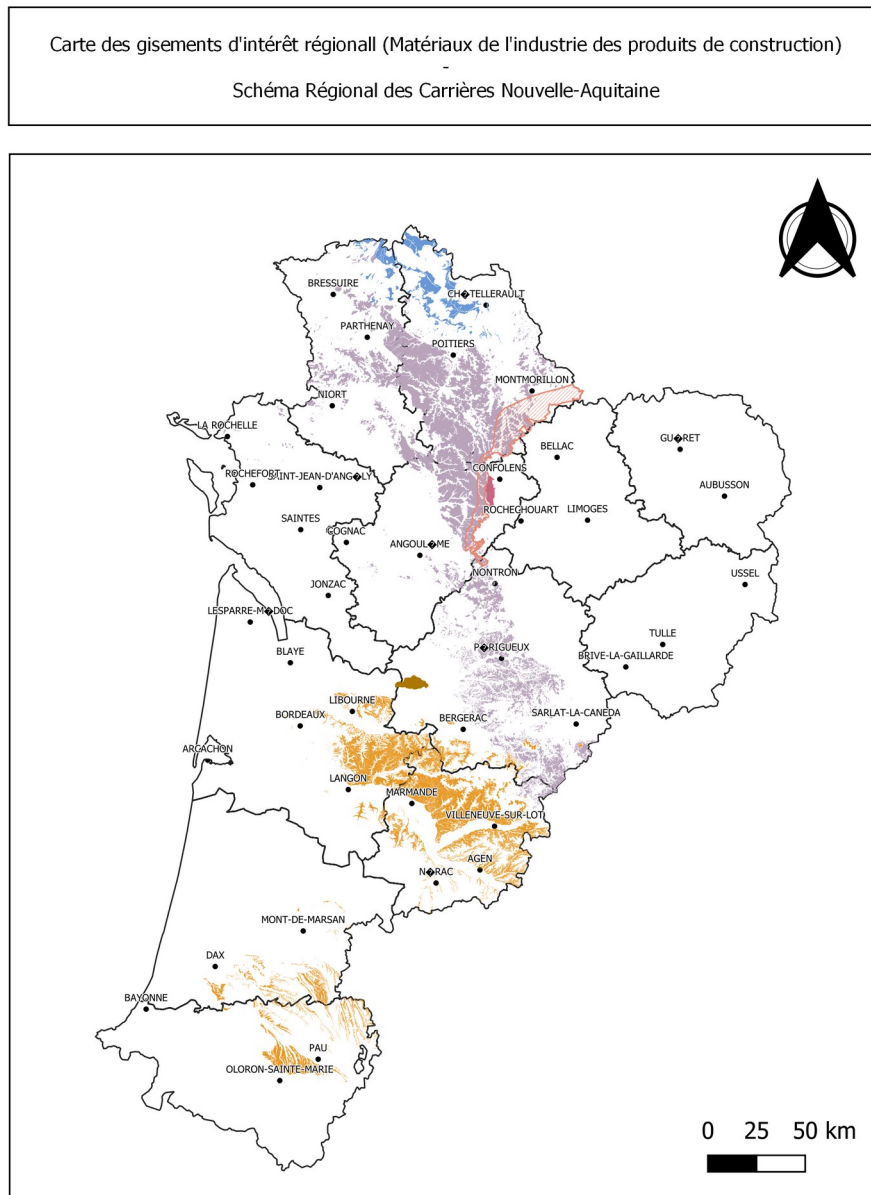 Carte des gisements d'intérêt régionall (Matériaux de l'industrie des produits de construction)
-
Schéma Régional des Carrières Nouvelle-Aquitaine
BRESSUIRE
CH�TELLERAULT
PARTHENAY
POITIERS
MONTMORILLON
NIORT
LA ROCHELLE
GU�RET
BELLAC
CONFOLENS
ROCHEFORT
SAINT-JEAN-D'ANG�LY
AUBUSSON
ROCHECHOUART
LIMOGES
SAINTES
COGNAC
ANGOUL�ME
NONTRON
USSEL
JONZAC
LESPARRE-M�DOC
TULLE
P�RIGUEUX
BLAYE
BRIVE-LA-GAILLARDE
LIBOURNE
BORDEAUX
BERGERAC
SARLAT-LA-CANEDA
ARCACHON
LANGON
MARMANDE
VILLENEUVE-SUR-LOT
AGEN
N�RAC
MONT-DE-MARSAN
DAX
BAYONNE
PAU
OLORON-SAINTE-MARIE
0 25 50 km